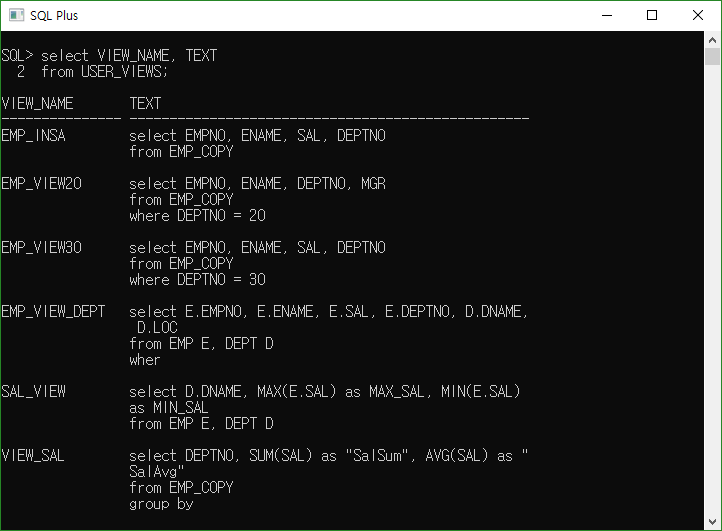 SQL Plus
SQL> select VIEW_NAME, TEXT
2 from USER_VIEWS;
VIEW_NAME TEXT
--------------- --------------------------------------------------
EMP_INSA select EMPNO, ENAME, SAL, DEPTNO
from EMP_COPY
EMP_VIEW20 select EMPNO, ENAME, DEPTNO, MGR
from EMP_COPY
where DEPTNO = 20
EMP_VIEW30 select EMPNO, ENAME, SAL, DEPTNO
from EMP_COPY
where DEPTNO = 30
EMP_VIEW_DEPT select E.EMPNO, E.ENAME, E.SAL, E.DEPTNO, D.DNAME,
D.LOC
from EMP E, DEPT D
wher
SAL_VIEW select D.DNAME, MAX(E.SAL) as MAX_SAL, MIN(E.SAL)
as MIN_SAL
from EMP E, DEPT D
VIEW_SAL select DEPTNO, SUM(SAL) as "SalSum", AVG(SAL) as "
SalAvg"
from EMP_COPY
group by